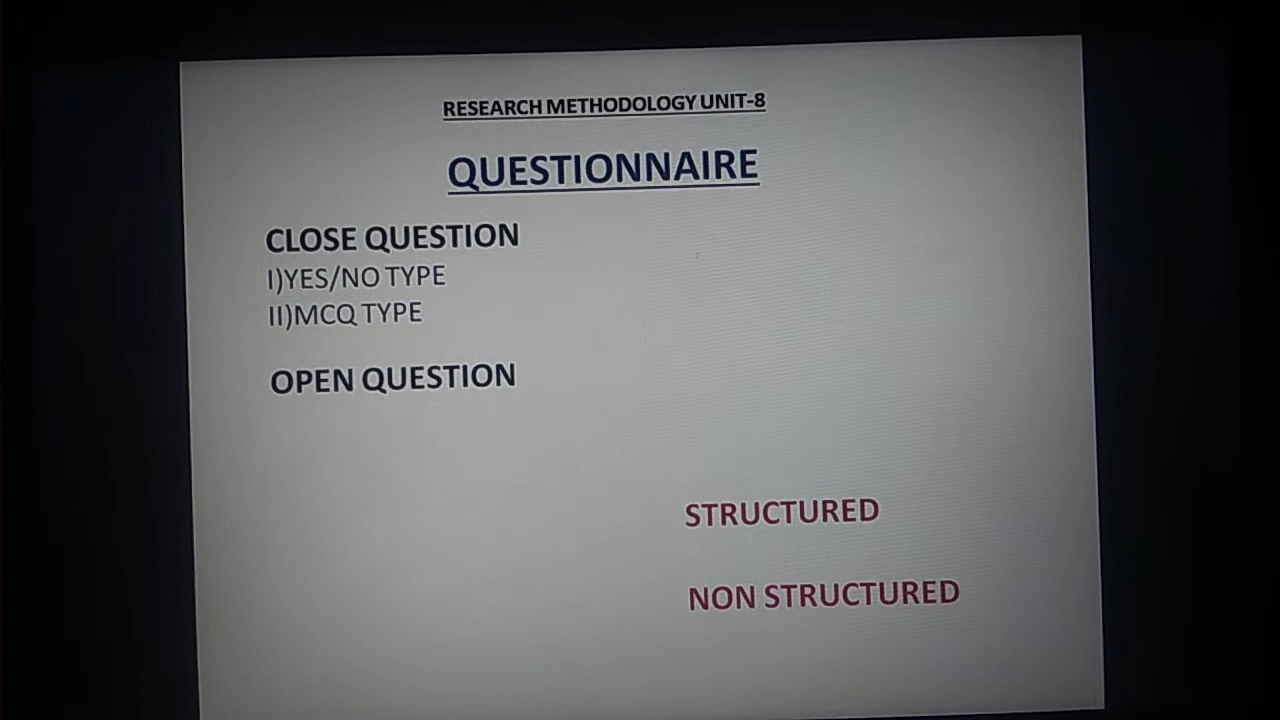 RESEARCH METHODOLOGY UNIT-8
QUESTIONNAIRE
CLOSE QUESTION
I)YES/NO TYPE
II)MCQ TYPE
OPEN QUESTION
STRUCTURED
NON STRUCTURED